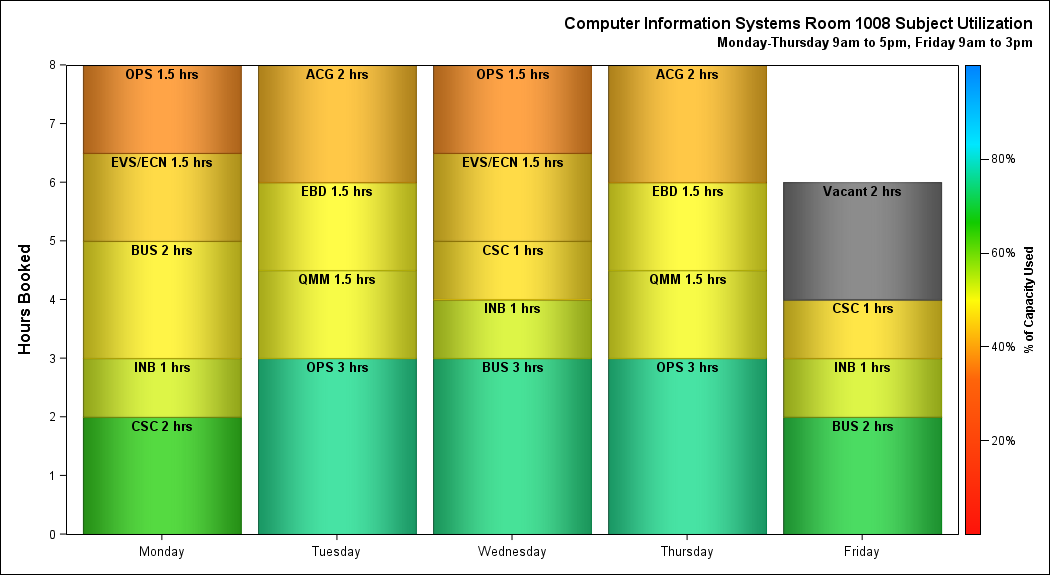 Computer Information Systems Room 1008 Subject Utilization
Monday-Thursday 9am to 5pm, Friday 9am to 3pm
Hours Booked
8
7
6
5
4
3
2
1
0
OPS 1.5 hrs
EVS/ECN 1.5 hrs
BUS 2 hrs
INB 1 hrs
CSC 2 hrs
Monday
ACG 2 hrs
EBD 1.5 hrs
QMM 1.5 hrs
OPS 3 hrs
Tuesday
OPS 1.5 hrs
EVS/ECN 1.5 hrs
CSC 1 hrs
INB 1 hrs
BUS 3 hrs
Wednesday
ACG 2 hrs
EBD 1.5 hrs
QMM 1.5 hrs
OPS 3 hrs
Thursday
Vacant 2 hrs
CSC 1 hrs
INB 1 hrs
BUS 2 hrs
Friday
80%
60%
40%
20%
% of Capacity Used